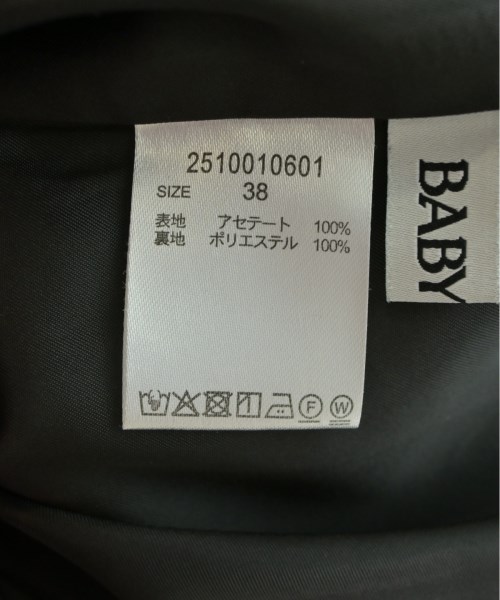 2510010601
SIZE 38
表地 アセテート 100%
裏地 ポリエステル 100%
F W
BABY